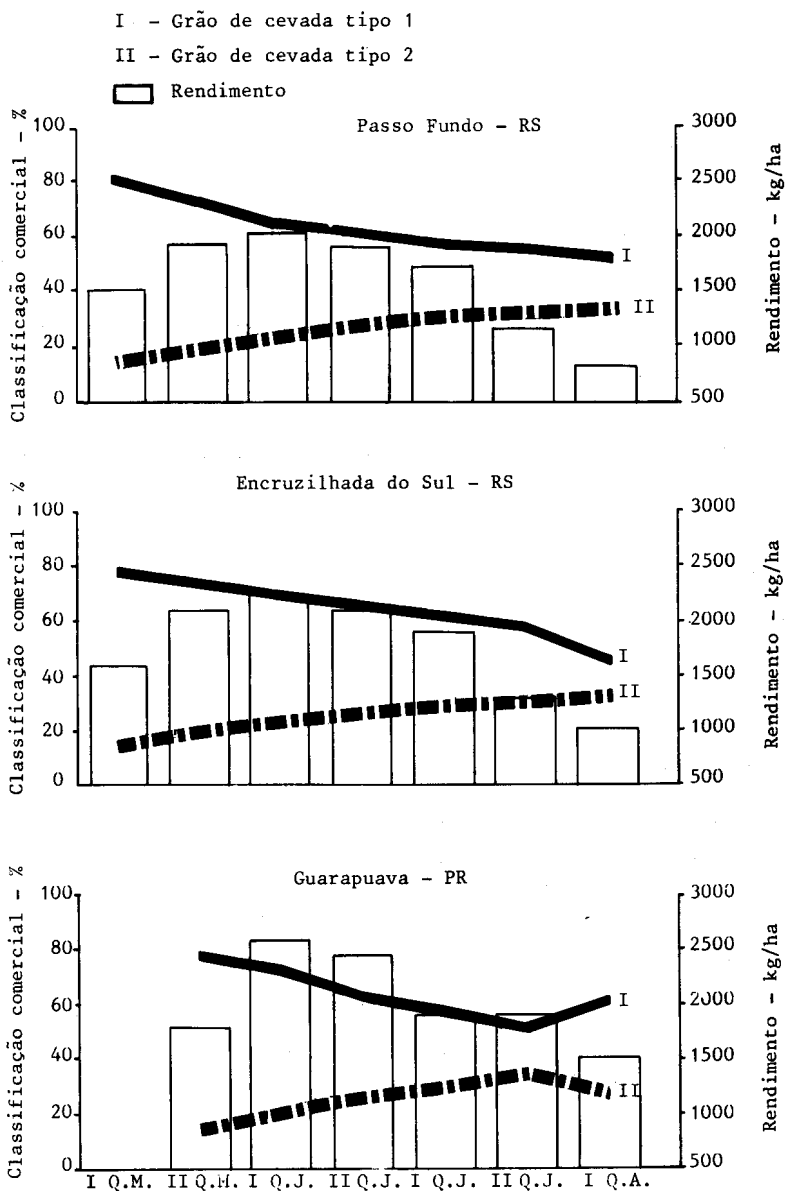 I - Grão de cevada tipo 1
II - Grão de cevada tipo 2
Rendimento
Passo Fundo - RS
Classificação comercial - %
100
80
60
40
20
0
3000
2500
2000
1500
1000
500
Rendimento - kg/ha
I
II
Encruzilhada do Sul - RS
Classificação comercial - %
100
80
60
40
20
0
3000
2500
2000
1500
1000
500
Rendimento - kg/ha
I
II
Guarapuava - PR
Classificação comercial - %
100
80
60
40
20
0
3000
2500
2000
1500
1000
500
Rendimento - kg/ha
I
II
I Q.M. II Q.M. I Q.J. II Q.J. I Q.J. II Q.J. I Q.A.